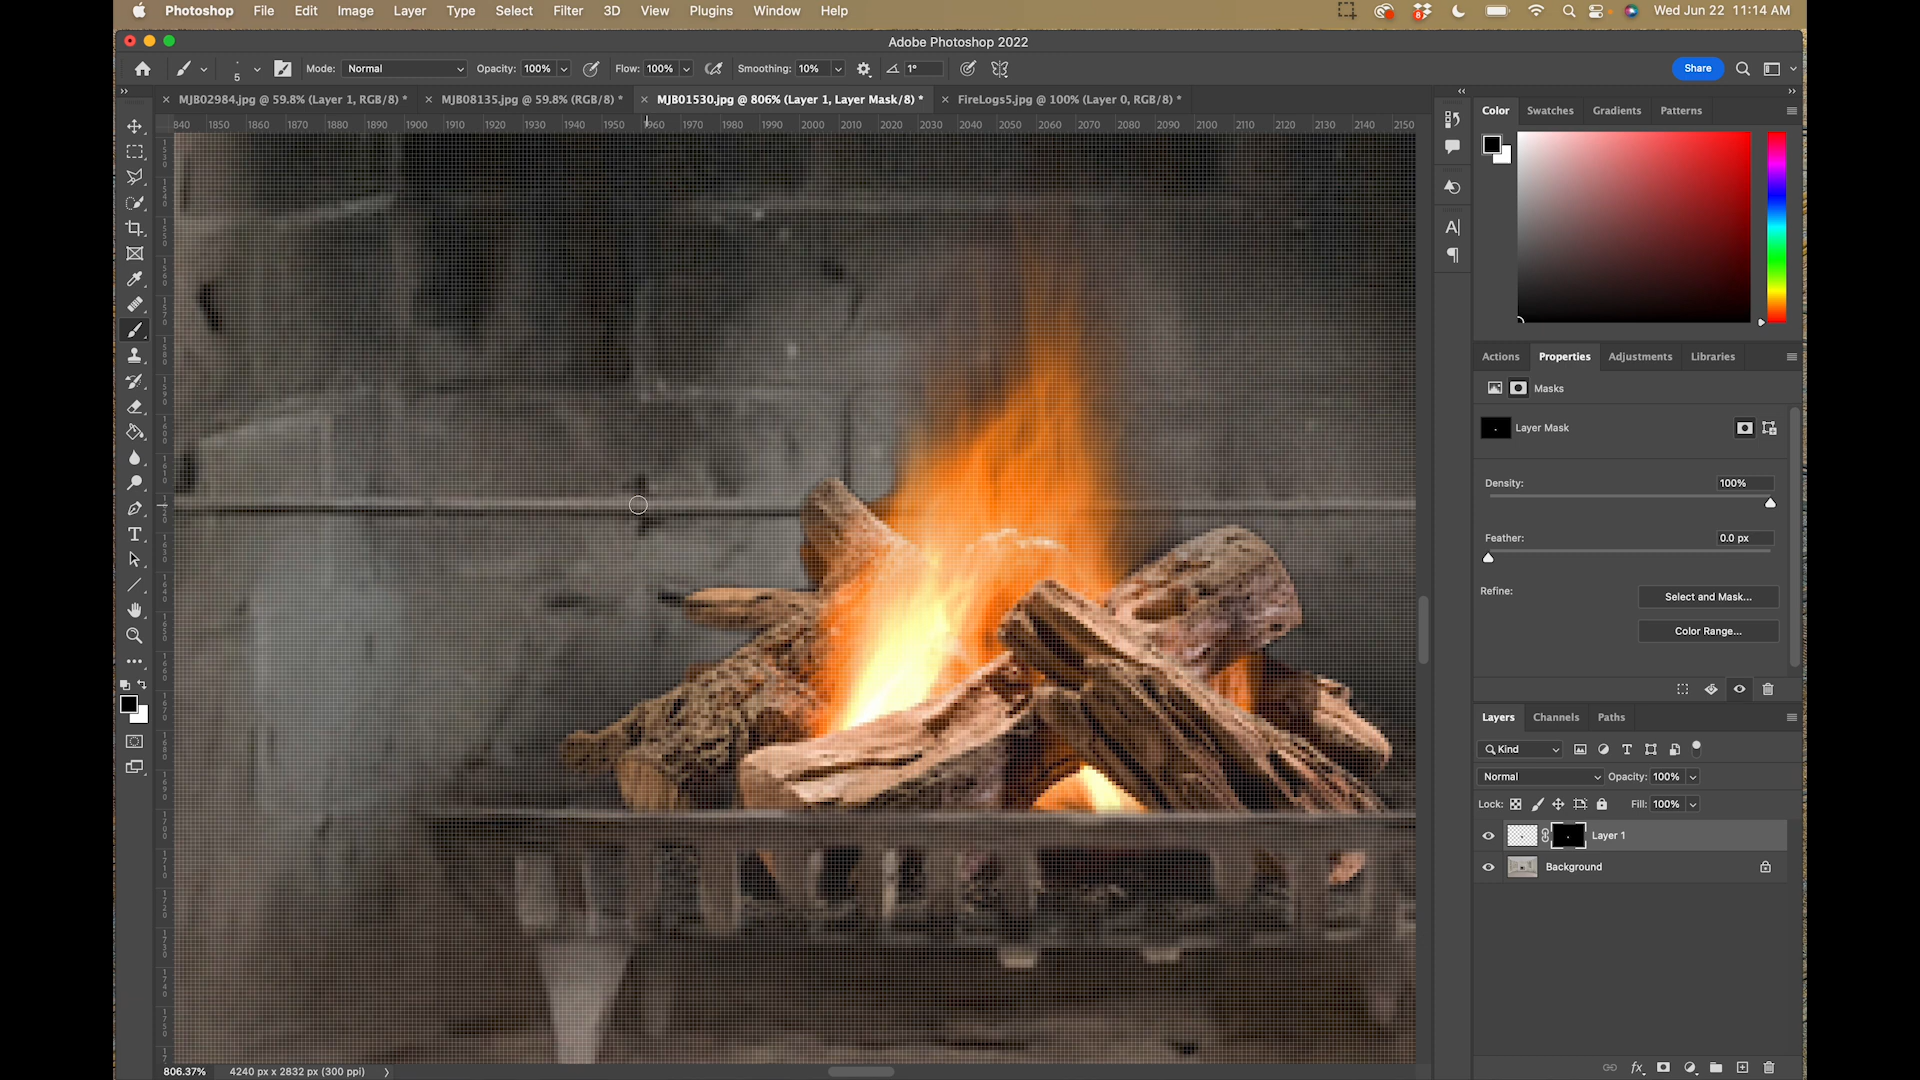 Photoshop File Edit Image Layer Type Select Filter 3D View Plugins Window Help 8 Wed Jun 22 11:14 AM
Adobe Photoshop 2022
5 Mode: Normal Opacity: 100% Flow: 100% Smoothing: 10% 1° Share
MJB02984.jpg @ 59.8% (Layer 1, RGB/8) * MJB08135.jpg @ 59.8% (RGB/8) * MJB01530.jpg @ 806% (Layer 1, Layer Mask/8) * FireLogs5.jpg @ 100% (Layer 0, RGB/8) *
840 1850 1860 1870 1880 1890 1900 1910 1920 1930 1940 1950 1960 1970 1980 1990 2000 2010 2020 2030 2040 2050 2060 2070 2080 2090 2100 2110 2120 2130 2140 2150
Color Swatches Gradients Patterns
Actions Properties Adjustments Libraries
Masks
Layer Mask
Density: 100%
Feather: 0.0 px
Refine: Select and Mask...
Color Range...
Layers Channels Paths
Kind
Normal Opacity: 100%
Lock: Fill: 100%
Layer 1
Background
fx
806.37% 4240 px x 2832 px (300 ppi)